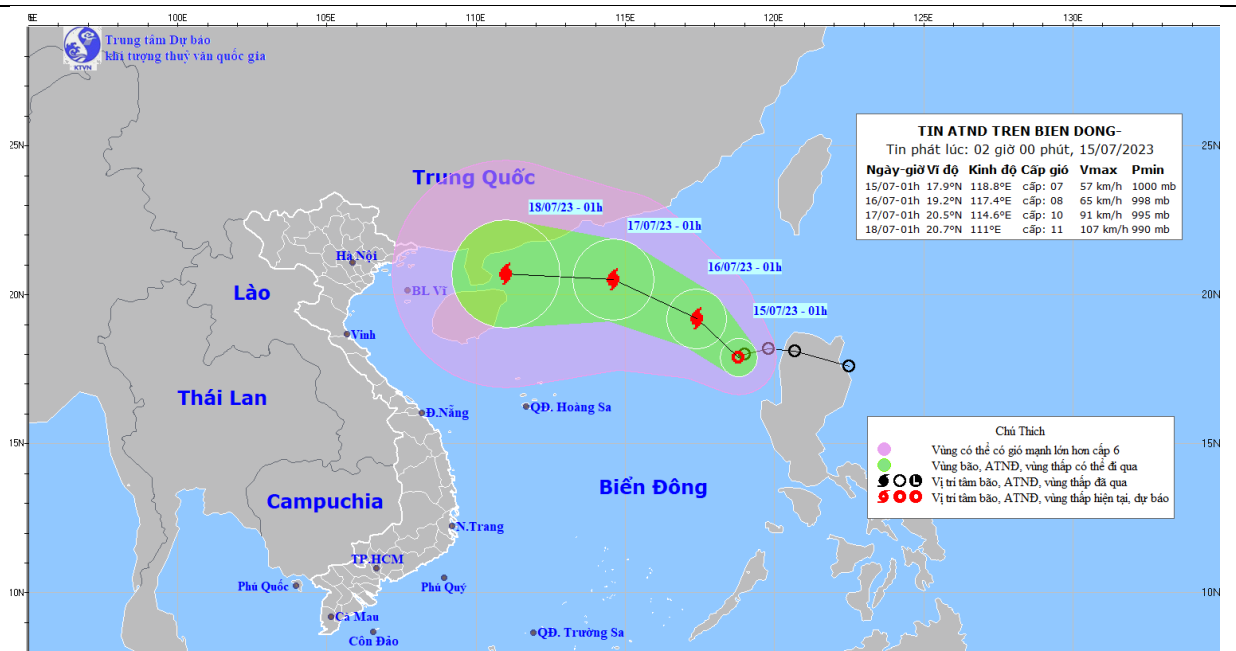 E
100E
105E
110E
115E
120E
125E
130E
Trung tâm Dự báo
khí tượng thuỷ văn quốc gia
KTVN
TIN ATND TREN BIEN DONG-
Tin phát lúc: 02 giờ 00 phút, 15/07/2023
Ngày-giờ Vĩ độ Kinh độ Cấp gió Vmax Pmin
15/07-01h 17.9°N 118.8°E cấp: 07 57 km/h 1000 mb
16/07-01h 19.2°N 117.4°E cấp: 08 65 km/h 998 mb
17/07-01h 20.5°N 114.6°E cấp: 10 91 km/h 995 mb
18/07-01h 20.7°N 111°E cấp: 11 107 km/h 990 mb
25N
25N
Trung Quốc
18/07/23 - 01h
17/07/23 - 01h
16/07/23 - 01h
15/07/23 - 01h
Hà Nội
Lào
BL Vĩ
20N
20N
Vinh
Thái Lan
Đ.Nẵng
QĐ. Hoàng Sa
15N
15N
Chú Thích
Vùng có thể có gió mạnh lớn hơn cấp 6
Vùng bão, ATNĐ, vùng thấp có thể đi qua
L Vị trí tâm bão, ATNĐ, vùng thấp đã qua
Vị trí tâm bão, ATNĐ, vùng thấp hiện tại, dự báo
Biển Đông
Campuchia
N.Trang
TP.HCM
Phú Quốc
Phú Quý
10N
10N
Cà Mau
Côn Đảo
QĐ. Trường Sa